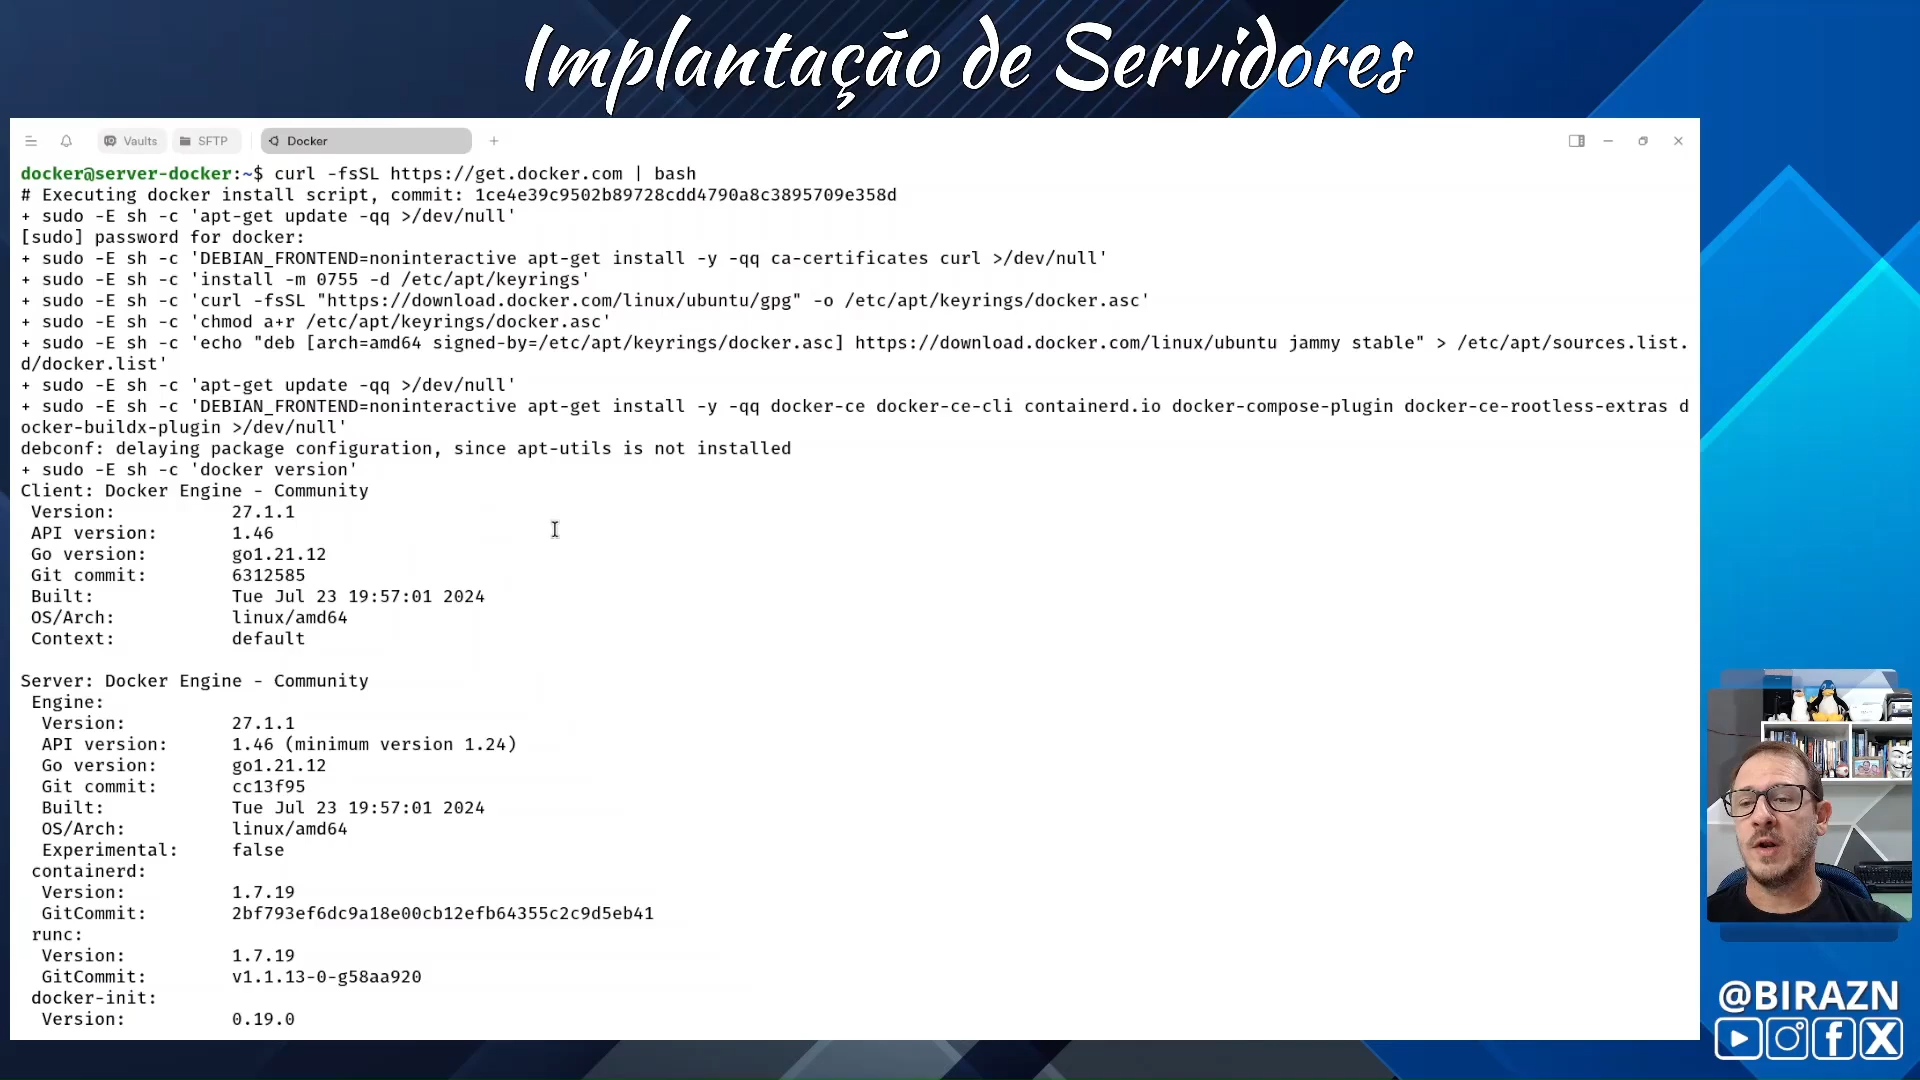 Implantação de Servidores
Vaults SFTP Docker
docker@server-docker:~$ curl -fsSL https://get.docker.com | bash
# Executing docker install script, commit: 1ce4e39c9502b89728cdd4790a8c3895709e358d
+ sudo -E sh -c 'apt-get update -qq >/dev/null'
[sudo] password for docker:
+ sudo -E sh -c 'DEBIAN_FRONTEND=noninteractive apt-get install -y -qq ca-certificates curl >/dev/null'
+ sudo -E sh -c 'install -m 0755 -d /etc/apt/keyrings'
+ sudo -E sh -c 'curl -fsSL "https://download.docker.com/linux/ubuntu/gpg" -o /etc/apt/keyrings/docker.asc'
+ sudo -E sh -c 'chmod a+r /etc/apt/keyrings/docker.asc'
+ sudo -E sh -c 'echo "deb [arch=amd64 signed-by=/etc/apt/keyrings/docker.asc] https://download.docker.com/linux/ubuntu jammy stable" > /etc/apt/sources.list.
d/docker.list'
+ sudo -E sh -c 'apt-get update -qq >/dev/null'
+ sudo -E sh -c 'DEBIAN_FRONTEND=noninteractive apt-get install -y -qq docker-ce docker-ce-cli containerd.io docker-compose-plugin docker-ce-rootless-extras d
ocker-buildx-plugin >/dev/null'
debconf: delaying package configuration, since apt-utils is not installed
+ sudo -E sh -c 'docker version'
Client: Docker Engine - Community
Version: 27.1.1
API version: 1.46
Go version: go1.21.12
Git commit: 6312585
Built: Tue Jul 23 19:57:01 2024
OS/Arch: linux/amd64
Context: default
Server: Docker Engine - Community
Engine:
Version: 27.1.1
API version: 1.46 (minimum version 1.24)
Go version: go1.21.12
Git commit: cc13f95
Built: Tue Jul 23 19:57:01 2024
OS/Arch: linux/amd64
Experimental: false
containerd:
Version: 1.7.19
GitCommit: 2bf793ef6dc9a18e00cb12efb64355c2c9d5eb41
runc:
Version: 1.7.19
GitCommit: v1.1.13-0-g58aa920
docker-init:
Version: 0.19.0
@BIRAZN